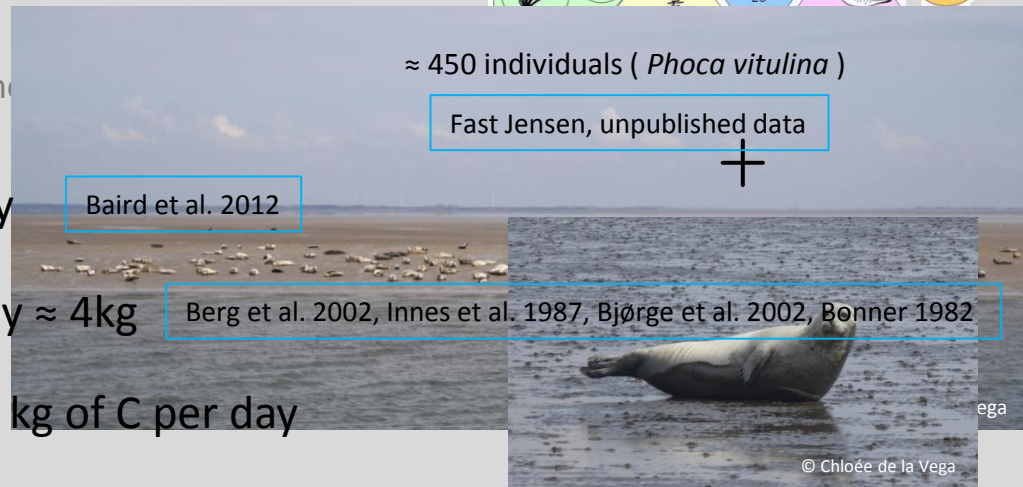 ≈ 450 individuals ( Phoca vitulina )
Fast Jensen, unpublished data
Baird et al. 2012
≈ 4kg
Berg et al. 2002, Innes et al. 1987, Bjørge et al. 2002, Bonner 1982
kg of C per day
© Chloée de la Vega